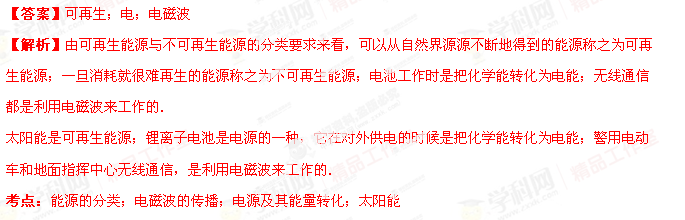 【答案】可再生；电；电磁波
【解析】由可再生能源与不可再生能源的分类要求来看，可以从自然界源源不断地得到的能源称之为可再
生能源；一旦消耗就很难再生的能源称之为不可再生能源；电池工作时是把化学能转化为电能；无线通信
都是利用电磁波来工作的．
太阳能是可再生能源；锂离子电池是电源的一种，它在对外供电的时候是把化学能转化为电能；警用电动
车和地面指挥中心无线通信，是利用电磁波来工作的．
考点：能源的分类；电磁波的传播；电源及其能量转化；太阳能